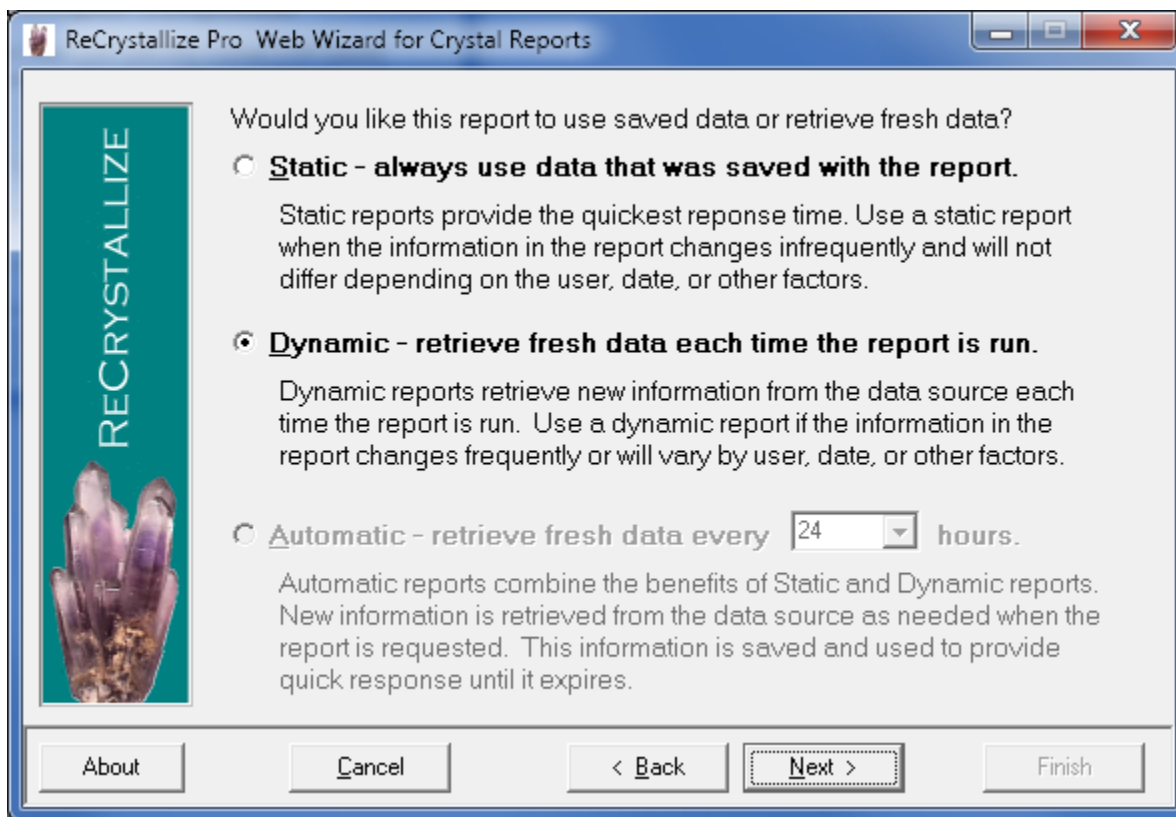 ReCrystallize Pro Web Wizard for Crystal Reports
RECRYSTALLIZE
Would you like this report to use saved data or retrieve fresh data?
Static - always use data that was saved with the report.
Static reports provide the quickest reponse time. Use a static report
when the information in the report changes infrequently and will not
differ depending on the user, date, or other factors.
Dynamic - retrieve fresh data each time the report is run.
Dynamic reports retrieve new information from the data source each
time the report is run. Use a dynamic report if the information in the
report changes frequently or will vary by user, date, or other factors.
Automatic - retrieve fresh data every 24 hours.
Automatic reports combine the benefits of Static and Dynamic reports.
New information is retrieved from the data source as needed when the
report is requested. This information is saved and used to provide
quick response until it expires.
About Cancel < Back Next > Finish